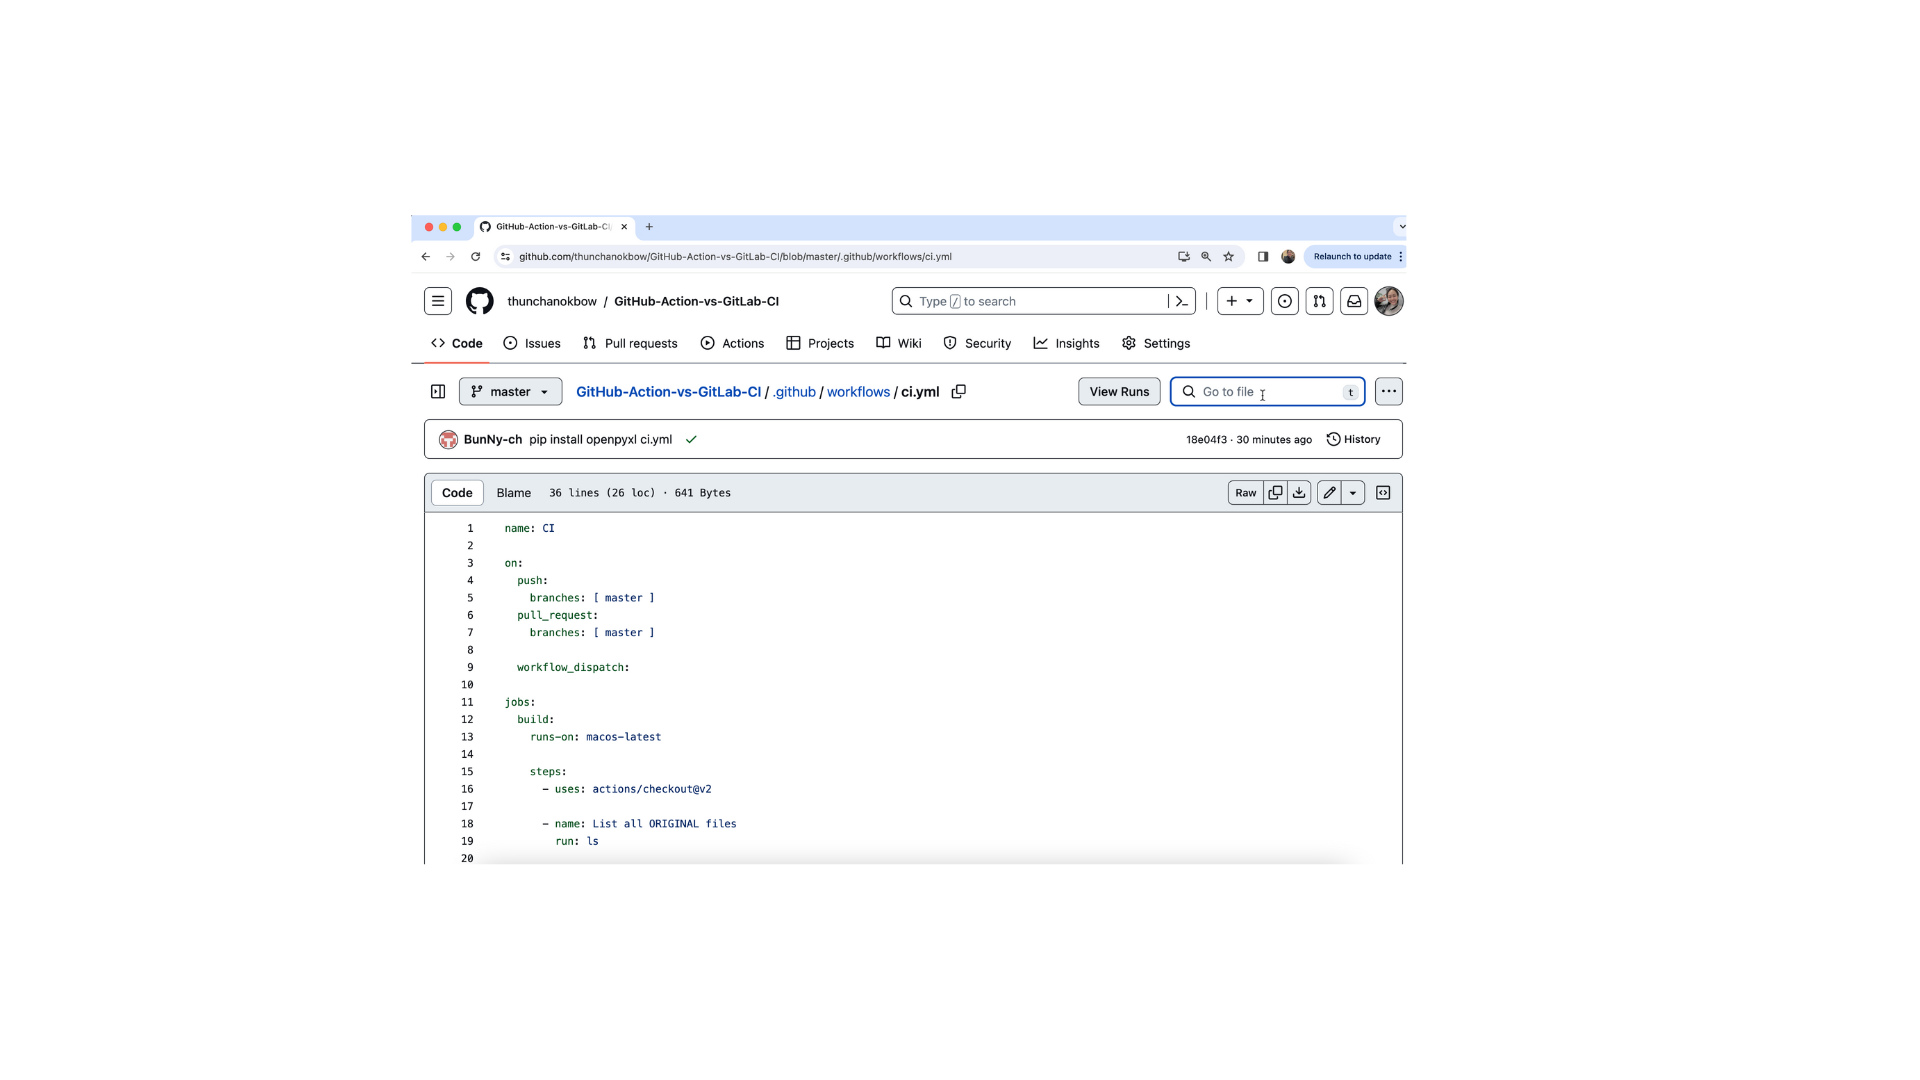 GitHub-Action-vs-GitLab-CI
github.com/thunchanokbow/GitHub-Action-vs-GitLab-CI/blob/master/.github/workflows/ci.yml
Relaunch to update
thunchanokbow / GitHub-Action-vs-GitLab-CI
Type / to search
Code Issues Pull requests Actions Projects Wiki Security Insights Settings
master GitHub-Action-vs-GitLab-CI / .github / workflows / ci.yml View Runs Go to file t
BunNy-ch pip install openpyxl ci.yml 18e04f3 · 30 minutes ago History
Code Blame 36 lines (26 loc) · 641 Bytes Raw
1 name: CI
2
3 on:
4 push:
5 branches: [ master ]
6 pull_request:
7 branches: [ master ]
8
9 workflow_dispatch:
10
11 jobs:
12 build:
13 runs-on: macos-latest
14
15 steps:
16 - uses: actions/checkout@v2
17
18 - name: List all ORIGINAL files
19 run: ls
20